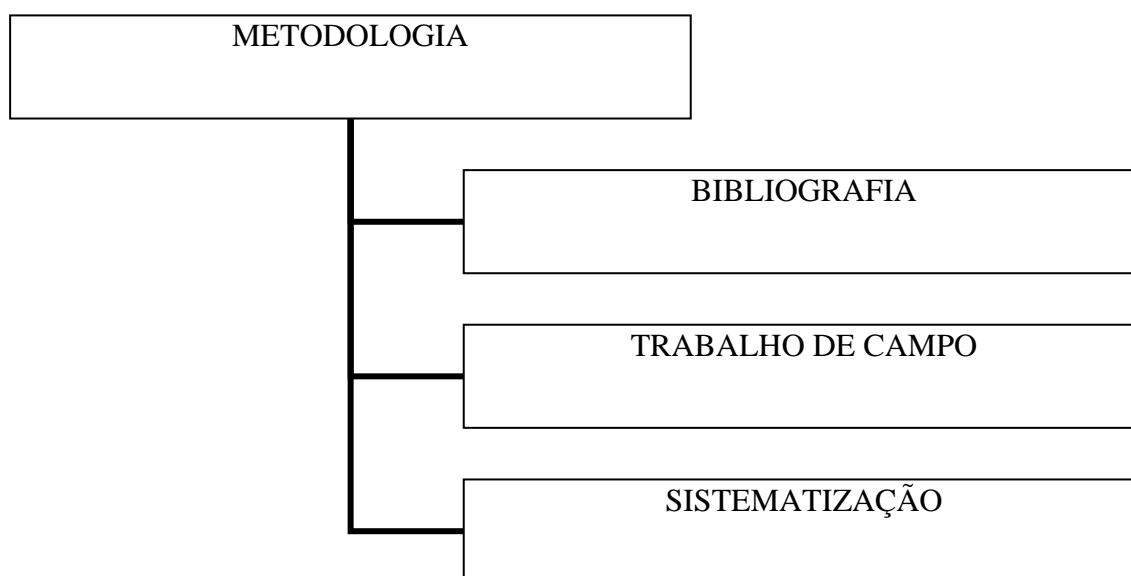 METODOLOGIA
BIBLIOGRAFIA
TRABALHO DE CAMPO
SISTEMATIZAÇÃO